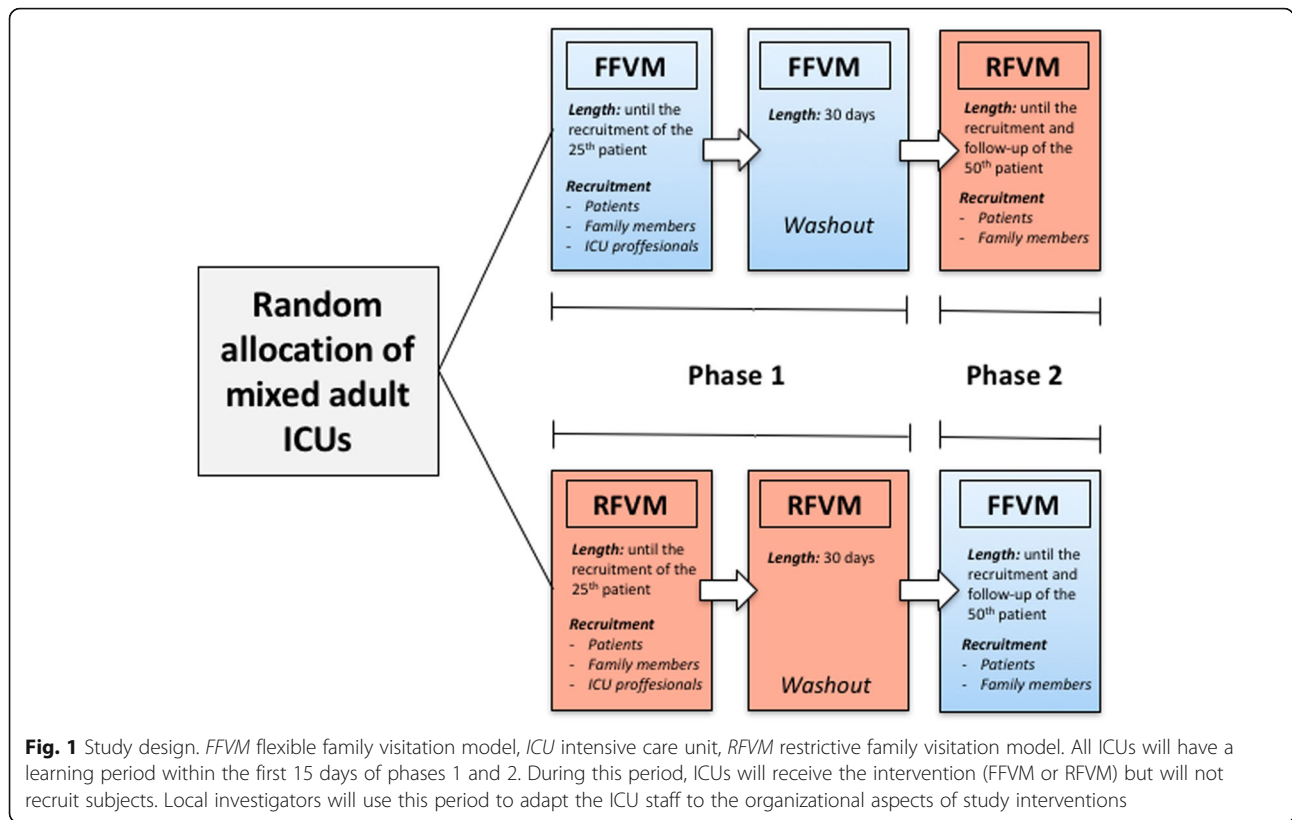 FFVM
Length: until the
recruitment of the
25th patient
Recruitment
- Patients
- Family members
- ICU proffesionals
FFVM
Length: 30 days
Washout
RFVM
Length: until the
recruitment and
follow-up of the
50th patient
Recruitment
- Patients
- Family members
Random
allocation of
mixed adult
ICUs
Phase 1
Phase 2
RFVM
Length: until the
recruitment of the
25th patient
Recruitment
- Patients
- Family members
- ICU proffesionals
RFVM
Length: 30 days
Washout
FFVM
Length: until the
recruitment and
follow-up of the
50th patient
Recruitment
- Patients
- Family members
Fig. 1 Study design. FFVM flexible family visitation model, ICU intensive care unit, RFVM restrictive family visitation model. All ICUs will have a
learning period within the first 15 days of phases 1 and 2. During this period, ICUs will receive the intervention (FFVM or RFVM) but will not
recruit subjects. Local investigators will use this period to adapt the ICU staff to the organizational aspects of study interventions